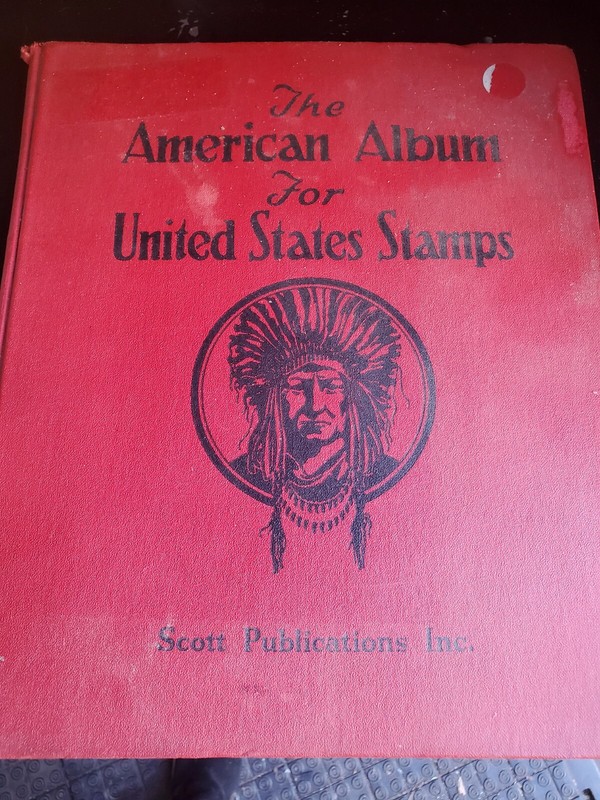 The
American Album
For
United States Stamps
Scott Publications Inc.